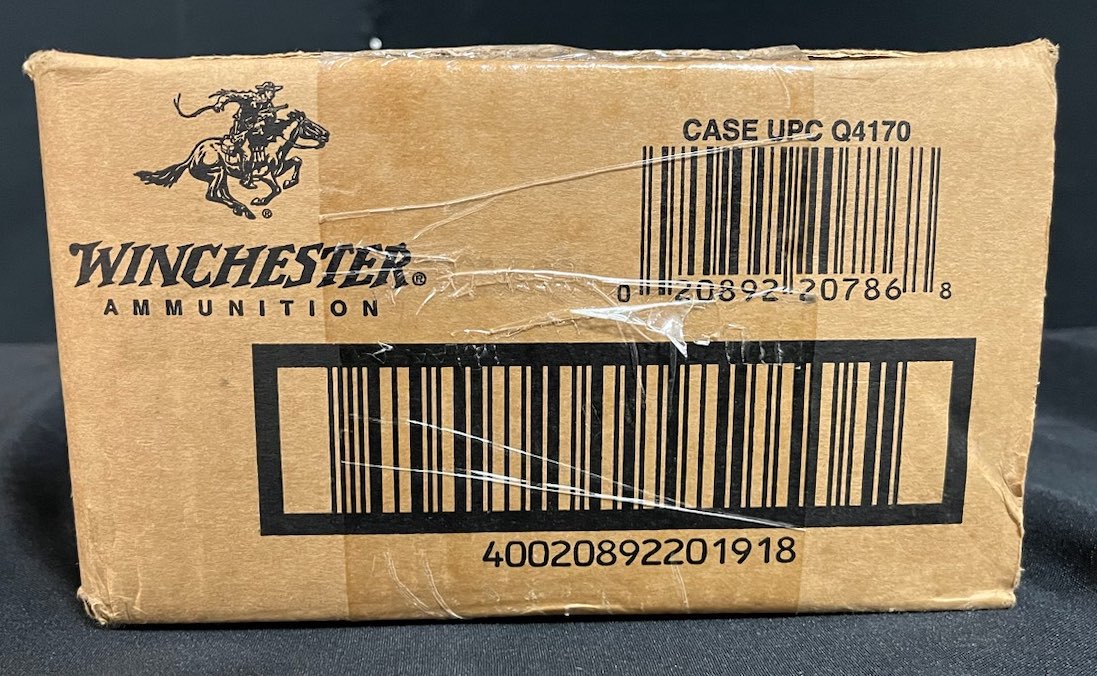 WINCHESTER®
AMMUNITION
CASE UPC Q4170
0 20892 20786 8
40020892201918